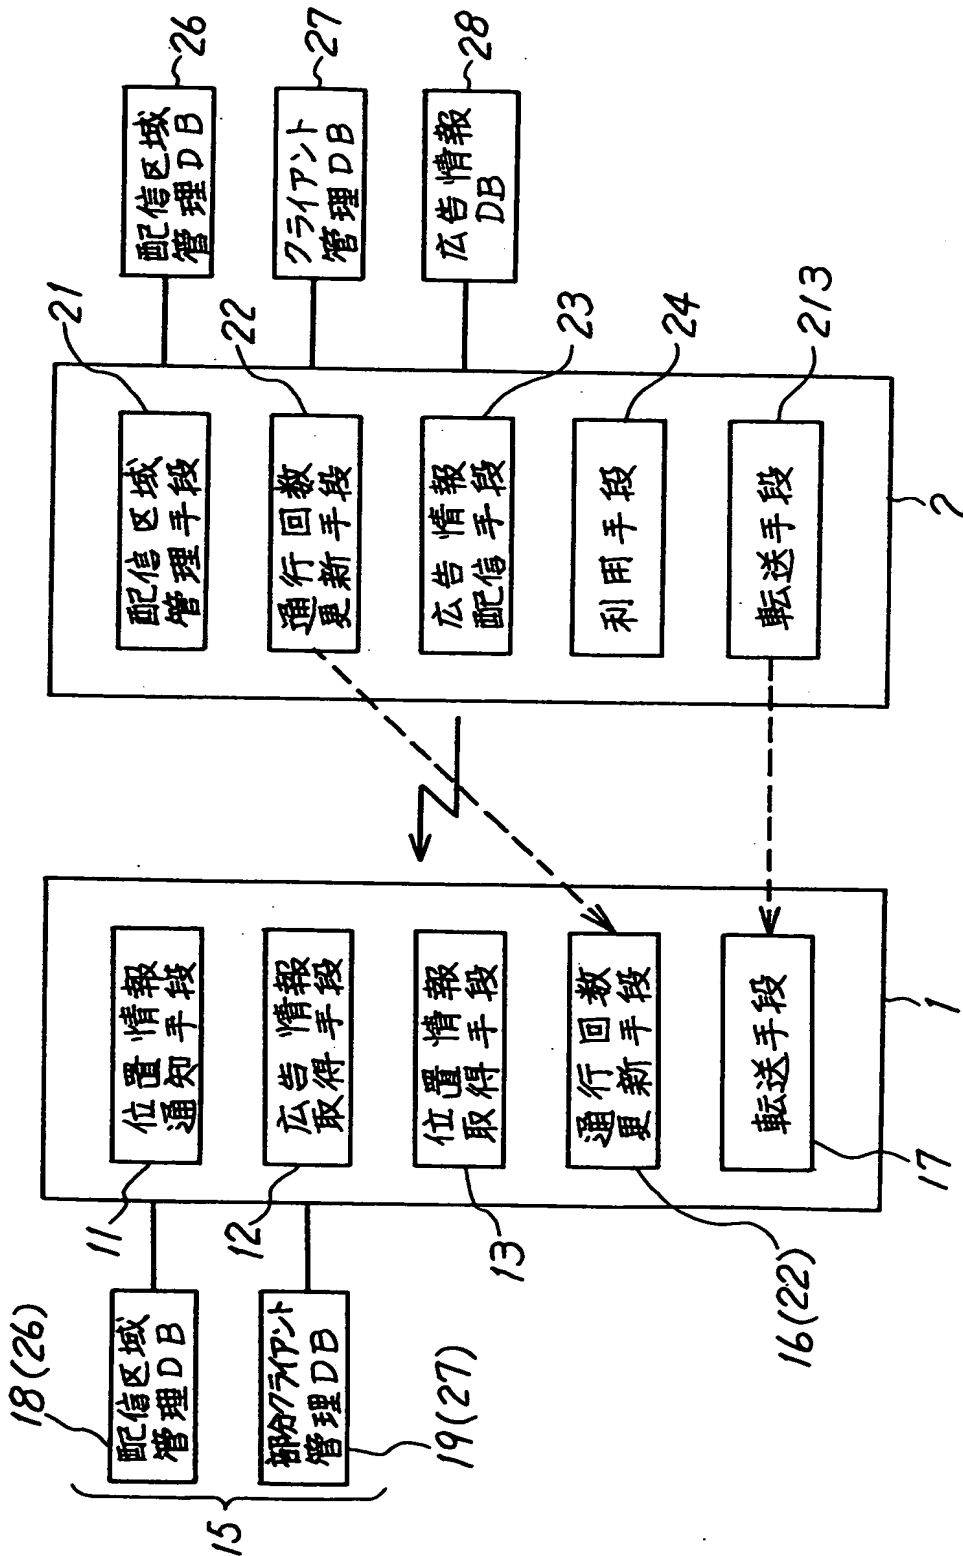 18(26)
配信区域
管理DB
15
部分クライアント
管理DB
19(27)
11
位置情報
通知手段
12
広告情報
取得手段
13
位置情報
取得手段
16(22)
通行回数
更新手段
17
転送手段
1
21
配信区域
管理手段
22
通行回数
更新手段
23
広告情報
配信手段
24
利用手段
213
転送手段
2
26
配信区域
管理DB
27
クライアント
管理DB
28
広告情報
DB